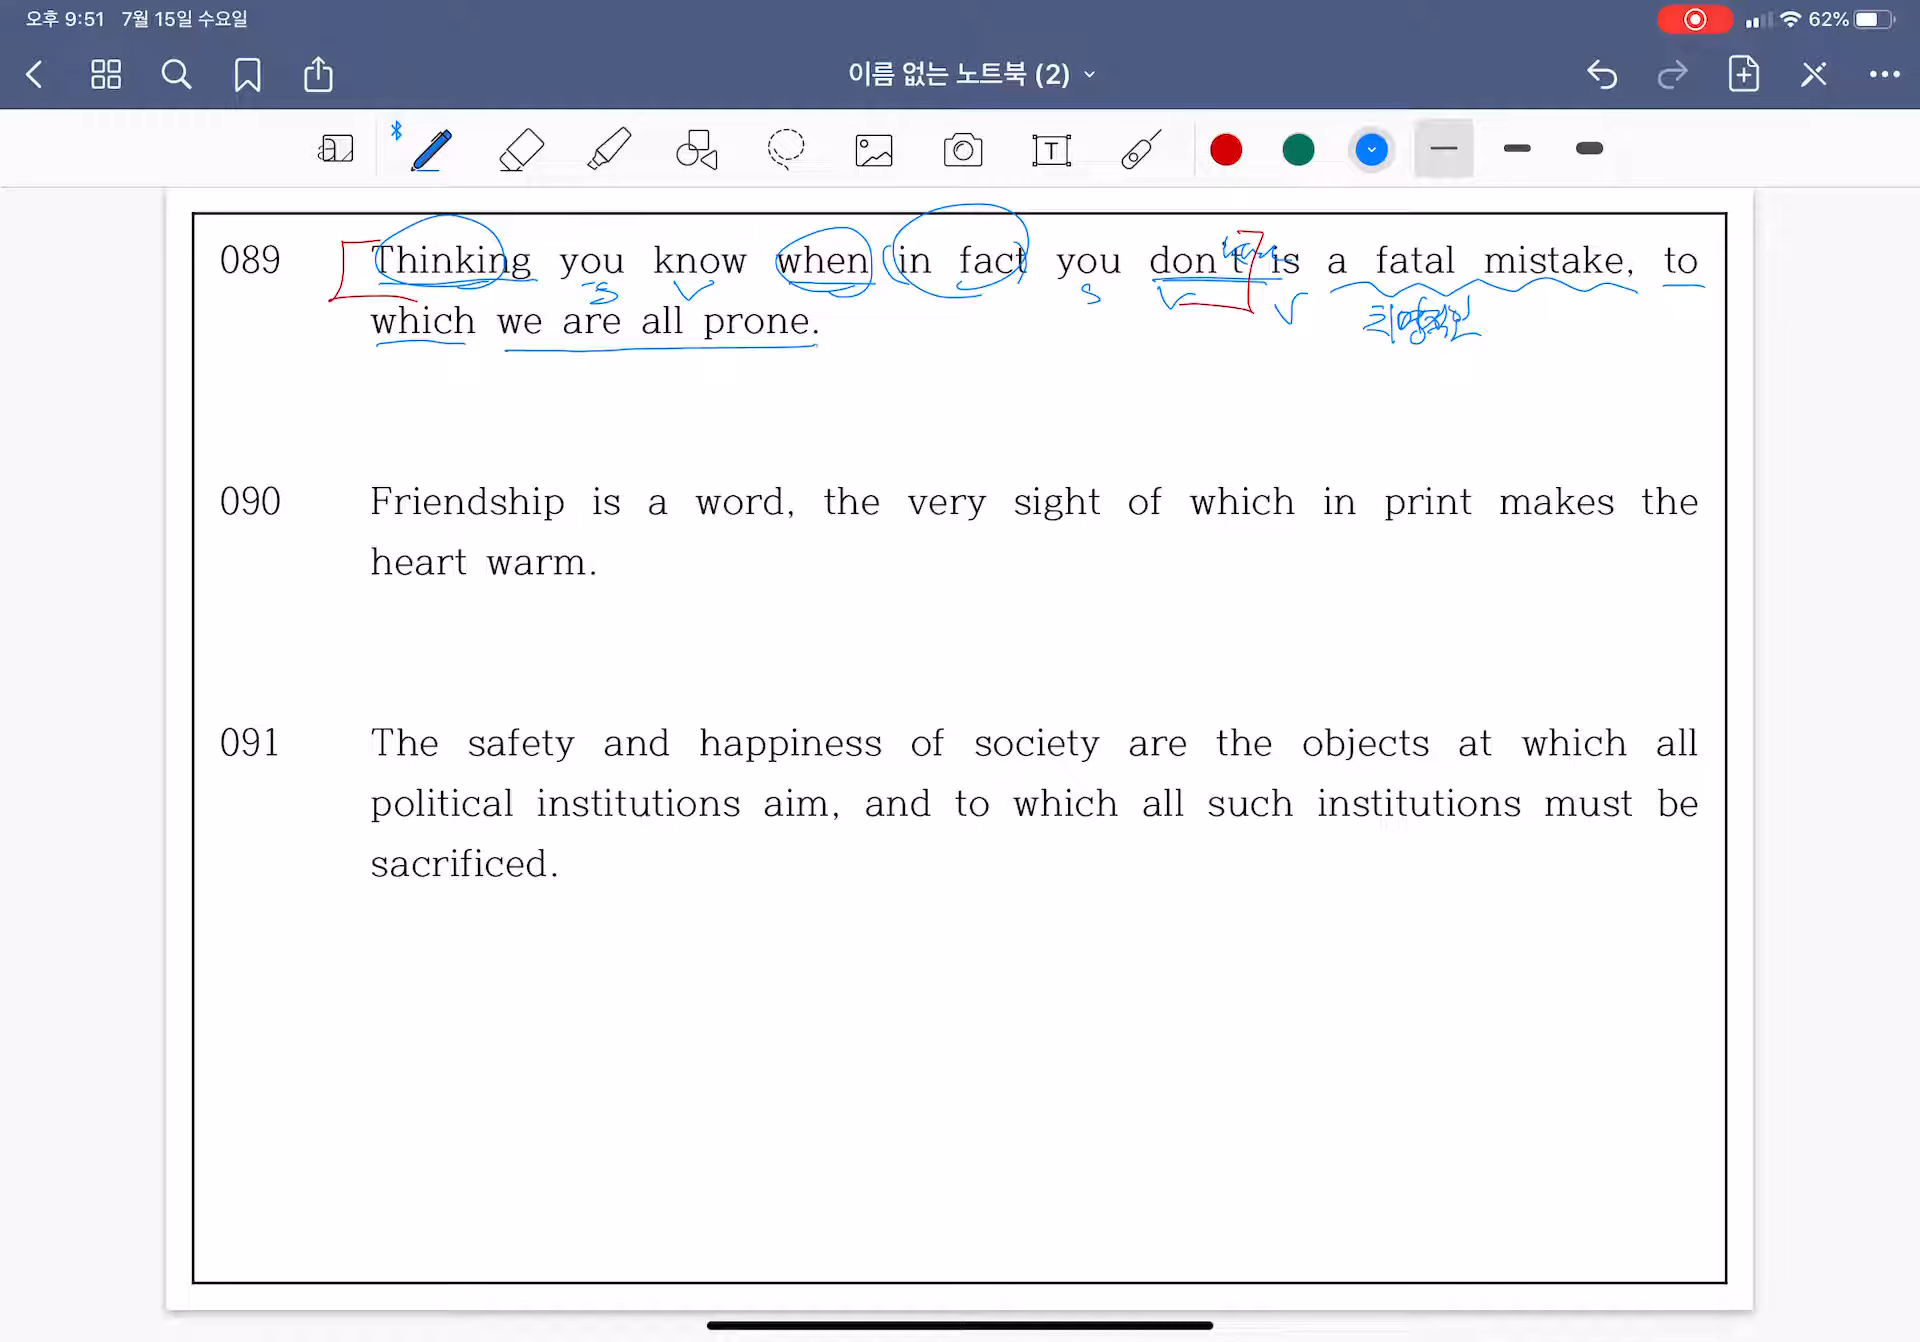 오후 9:51 7월 15일 수요일 62%
이름 없는 노트북 (2)
089 Thinking you know when in fact you don't is a fatal mistake, to
which we are all prone.
s v s v v
치명적인
090 Friendship is a word, the very sight of which in print makes the
heart warm.
091 The safety and happiness of society are the objects at which all
political institutions aim, and to which all such institutions must be
sacrificed.